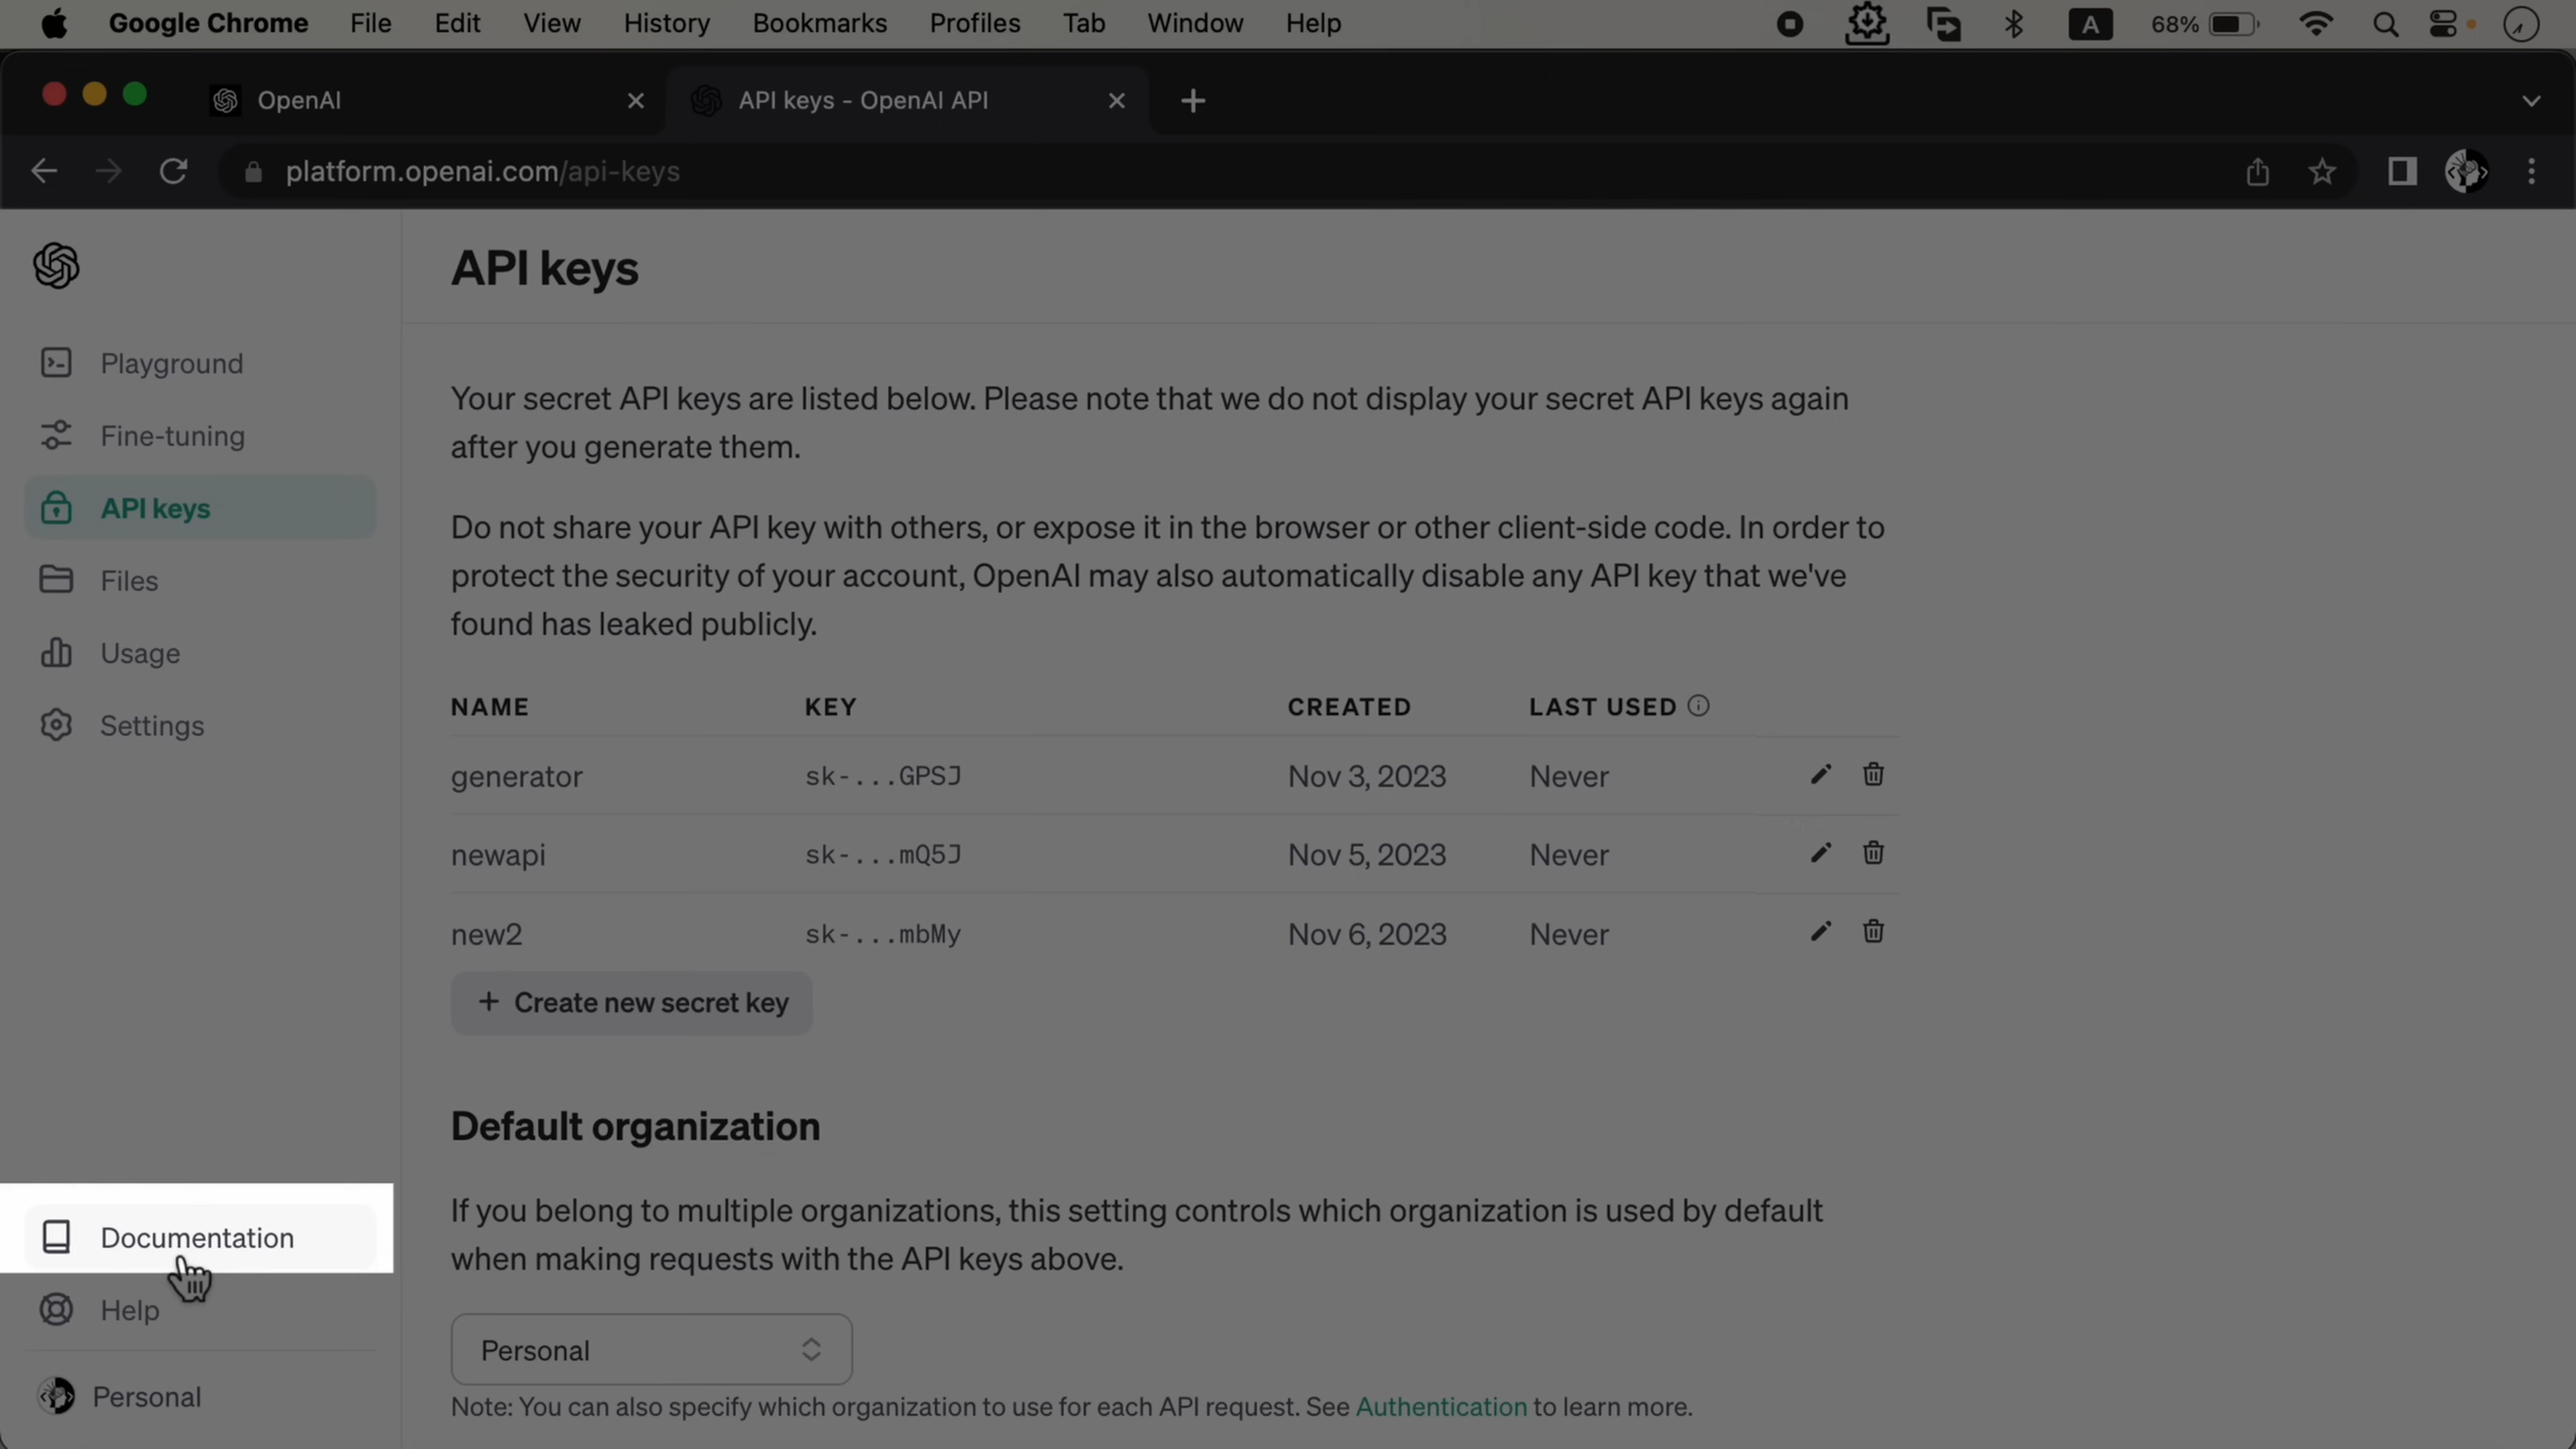 Google Chrome File Edit View History Bookmarks Profiles Tab Window Help A 68%
OpenAI API keys - OpenAI API
platform.openai.com/api-keys
API keys
Playground
Fine-tuning
API keys
Files
Usage
Settings
Your secret API keys are listed below. Please note that we do not display your secret API keys again
after you generate them.
Do not share your API key with others, or expose it in the browser or other client-side code. In order to
protect the security of your account, OpenAI may also automatically disable any API key that we've
found has leaked publicly.
NAME KEY CREATED LAST USED
generator sk-...GPSJ Nov 3, 2023 Never
newapi sk-...mQ5J Nov 5, 2023 Never
new2 sk-...mbMy Nov 6, 2023 Never
+ Create new secret key
Default organization
If you belong to multiple organizations, this setting controls which organization is used by default
when making requests with the API keys above.
Personal
Note: You can also specify which organization to use for each API request. See Authentication to learn more.
Documentation
Help
Personal